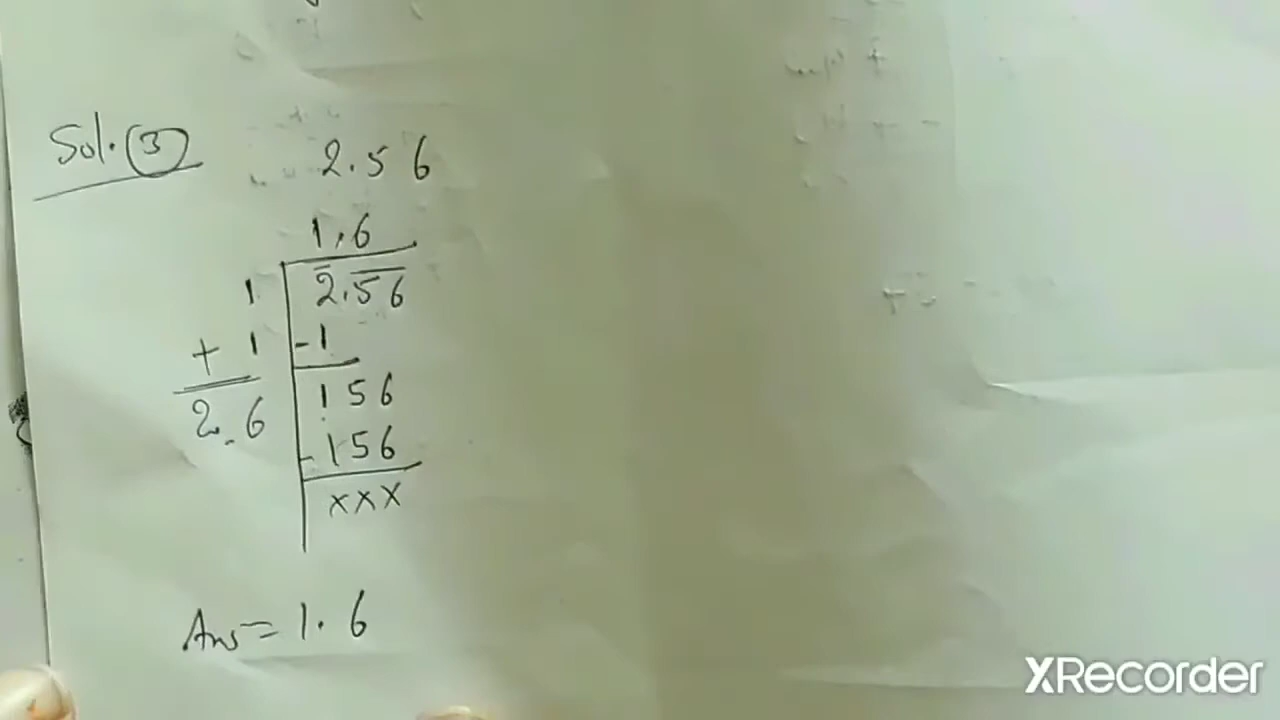 Sol. 3
2.56
1.6
1 2.56
+ 1 -1
2.6 156
-156
xxx
Ans = 1.6
XRecorder